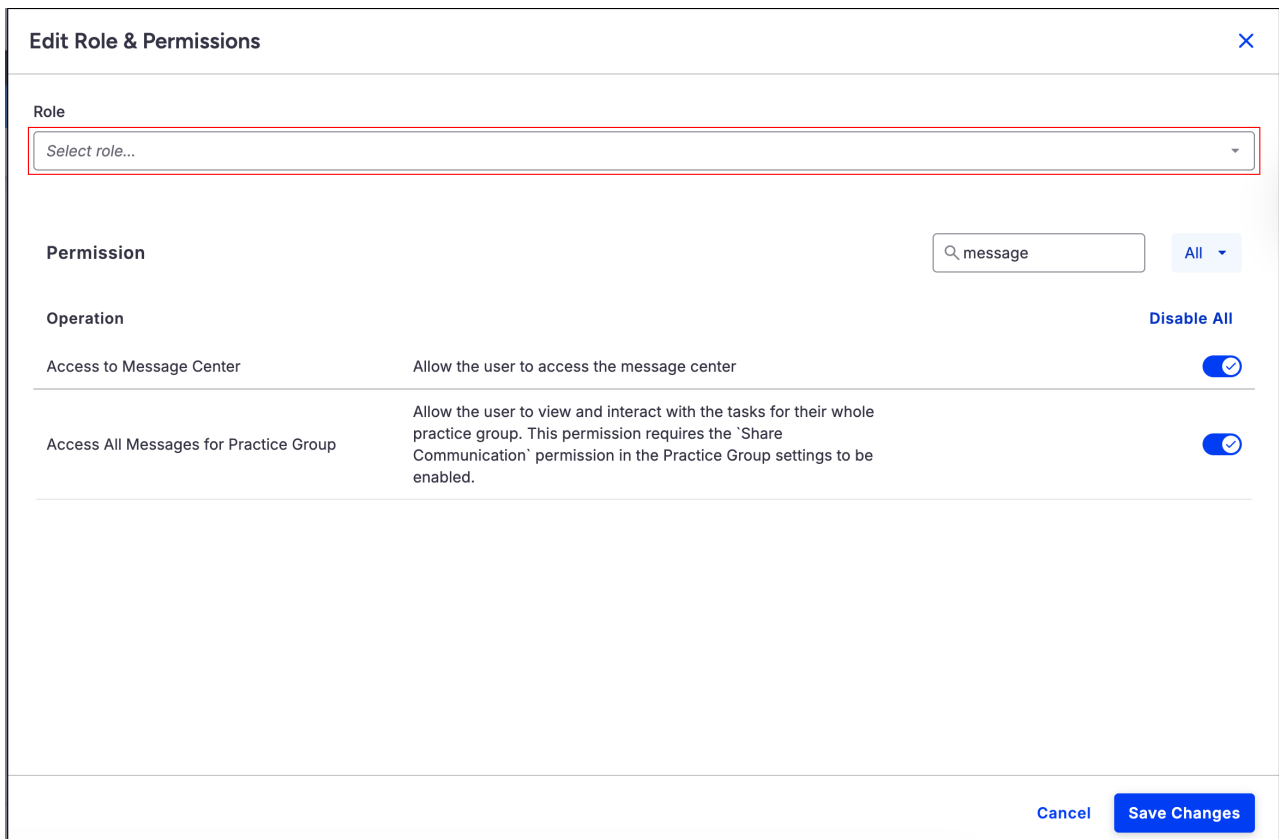 Edit Role & Permissions
Role
Select role...
Permission
message
All
Operation
Disable All
Access to Message Center
Allow the user to access the message center
Access All Messages for Practice Group
Allow the user to view and interact with the tasks for their whole
practice group. This permission requires the `Share
Communication` permission in the Practice Group settings to be
enabled.
Cancel
Save Changes